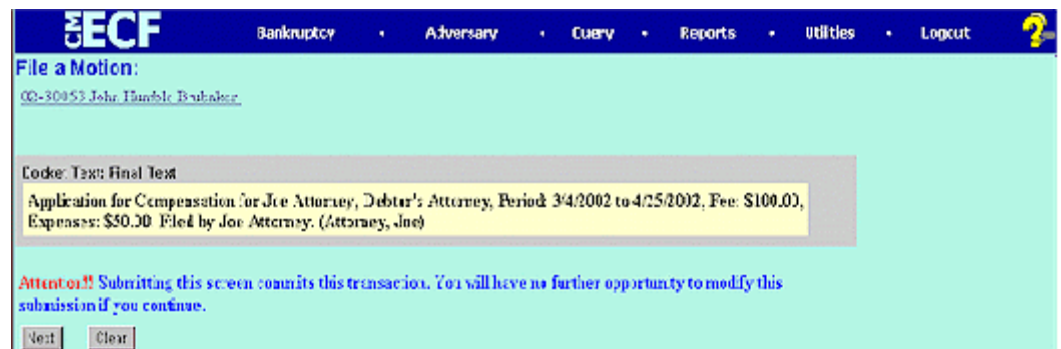 CM ECF Bankruptcy • Adversary • Query • Reports • Utilities • Logout ?
File a Motion:
02-30053 John Humble Brubaker
Docket Text: Final Text
Application for Compensation for Joe Attorney, Debtor's Attorney, Period: 3/4/2002 to 4/25/2002, Fee: $100.00,
Expenses: $50.00 Filed by Joe Attorney. (Attorney, Joe)
Attention!! Submitting this screen commits this transaction. You will have no further opportunity to modify this
submission if you continue.
Next Clear